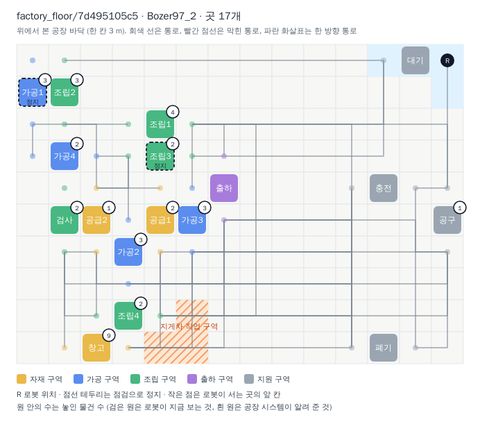 factory_floor/7d495105c5 · Bozer97_2 · 곳 17개
위에서 본 공장 바닥 (한 칸 3 m). 회색 선은 통로, 빨간 점선은 막힌 통로, 파란 화살표는 한 방향 통로
대기 R
가공1 3 정지 조립2 3
조립1 4
가공4 2 조립3 2 정지
출하 충전
검사 2 공급2 1 공급1 2 가공3 3 공구 1
가공2 3
조립4 2
지게차 작업 구역
창고 9 폐기
자재 구역 가공 구역 조립 구역 출하 구역 지원 구역
R 로봇 위치 · 점선 테두리는 점검으로 정지 · 작은 점은 로봇이 서는 곳의 앞 칸
원 안의 수는 놓인 물건 수 (검은 원은 로봇이 지금 보는 것, 흰 원은 공장 시스템이 알려 준 것)